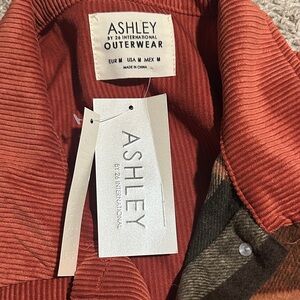 ASHLEY
BY 26 INTERNATIONAL
OUTERWEAR
EUR M USA M MEX M
MADE IN CHINA
ASHLEY
BY 26 INTERNATIONAL